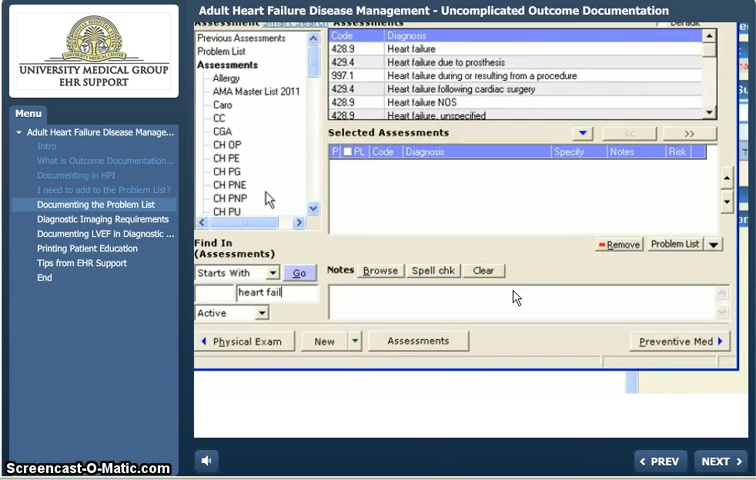 Adult Heart Failure Disease Management - Uncomplicated Outcome Documentation
UNIVERSITY MEDICAL GROUP
EHR SUPPORT
Menu
Adult Heart Failure Disease Manage...
Intro
What is Outcome Documentation...
Documenting in HPI
I need to add to the Problem List?
Documenting the Problem List
Diagnostic Imaging Requirements
Documenting LVEF in Diagnostic ...
Printing Patient Education
Tips from EHR Support
End
Assessment
Assessments
Default
Previous Assessments
Problem List
Assessments
Allergy
AMA Master List 2011
Caro
CC
CGA
CH OP
CH PE
CH PG
CH PNE
CH PNP
CH PU
Code Diagnosis
428.9 Heart failure
429.4 Heart failure due to prosthesis
997.1 Heart failure during or resulting from a procedure
429.4 Heart failure following cardiac surgery
428.9 Heart failure NOS
428.9 Heart failure, unspecified
Selected Assessments
<<
>>
P PL Code Diagnosis Specify Notes Risk
Remove
Problem List
Find In
(Assessments)
Starts With
Go
heart fail
Active
Notes
Browse
Spell chk
Clear
Physical Exam
New
Assessments
Preventive Med
PREV
NEXT
Screencast-O-Matic.com